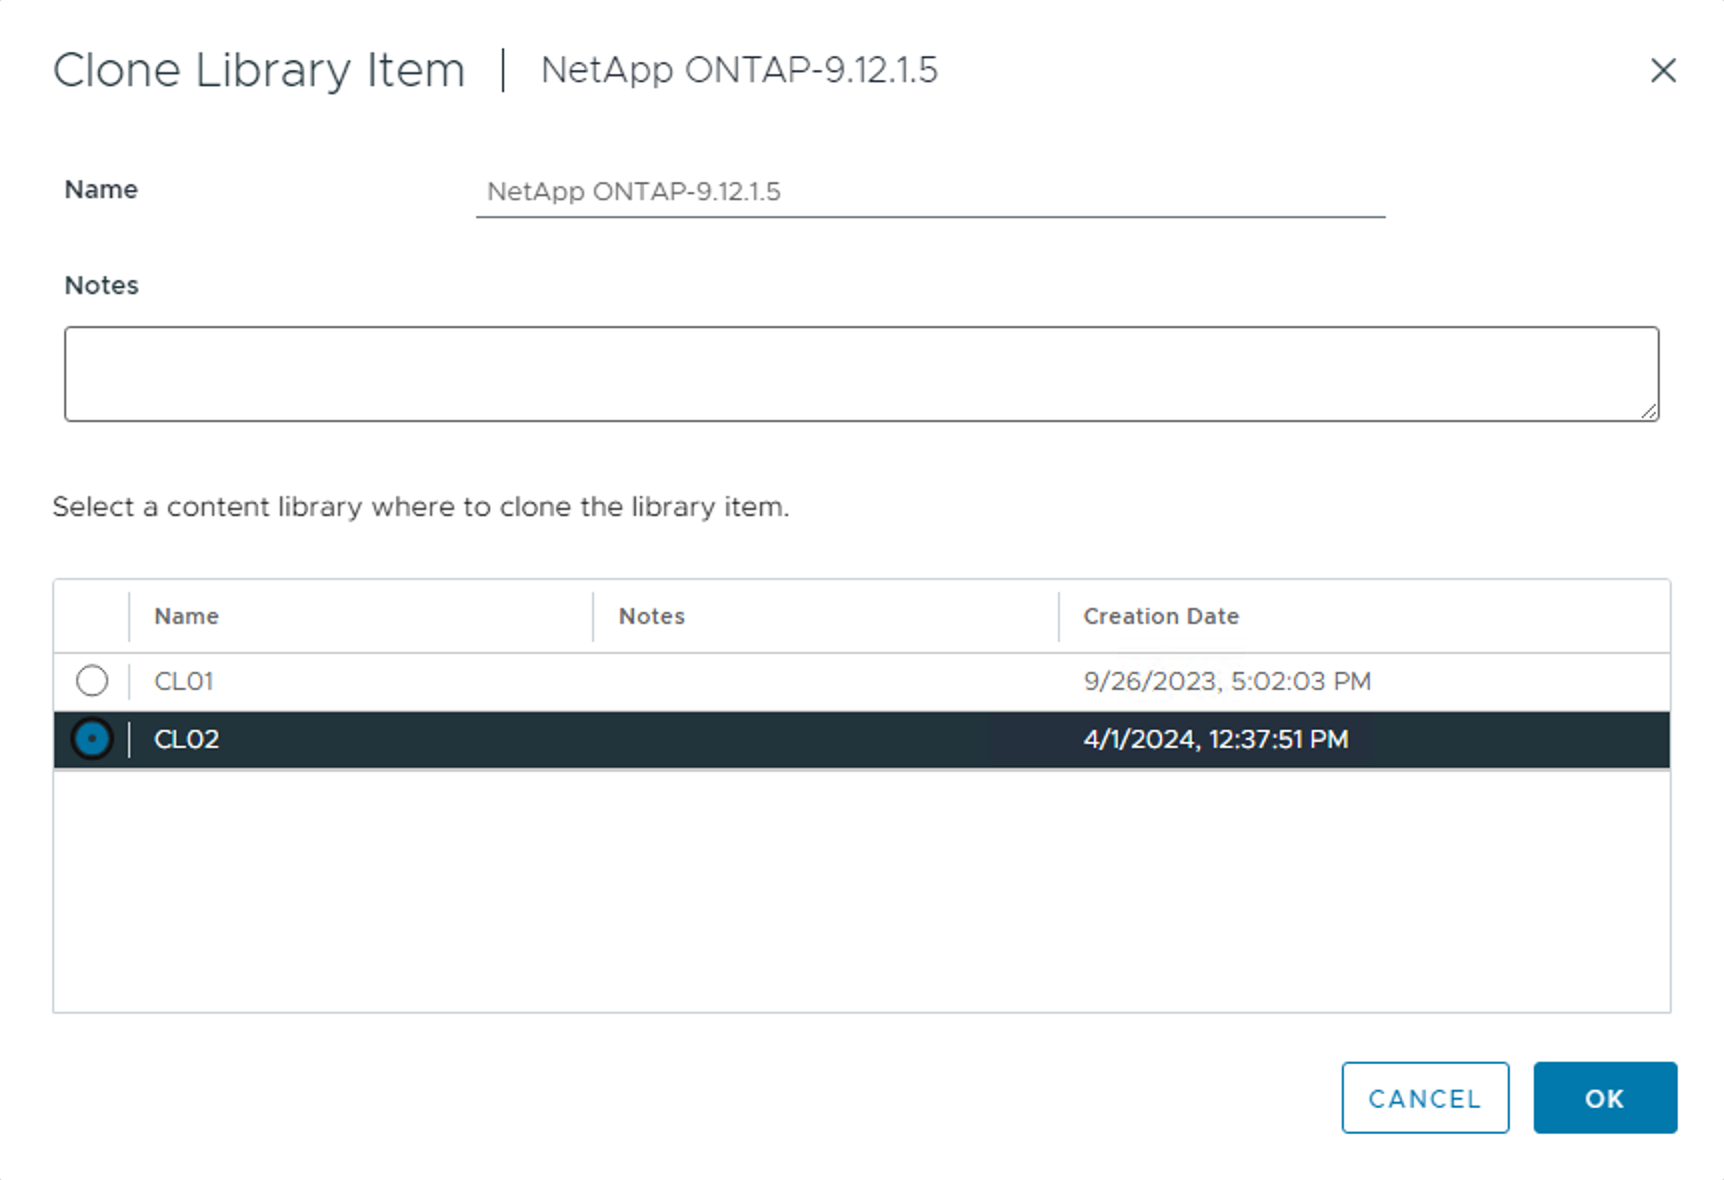 Clone Library Item | NetApp ONTAP-9.12.1.5
Name NetApp ONTAP-9.12.1.5
Notes
Select a content library where to clone the library item.
Name Notes Creation Date
CL01 9/26/2023, 5:02:03 PM
CL02 4/1/2024, 12:37:51 PM
CANCEL OK